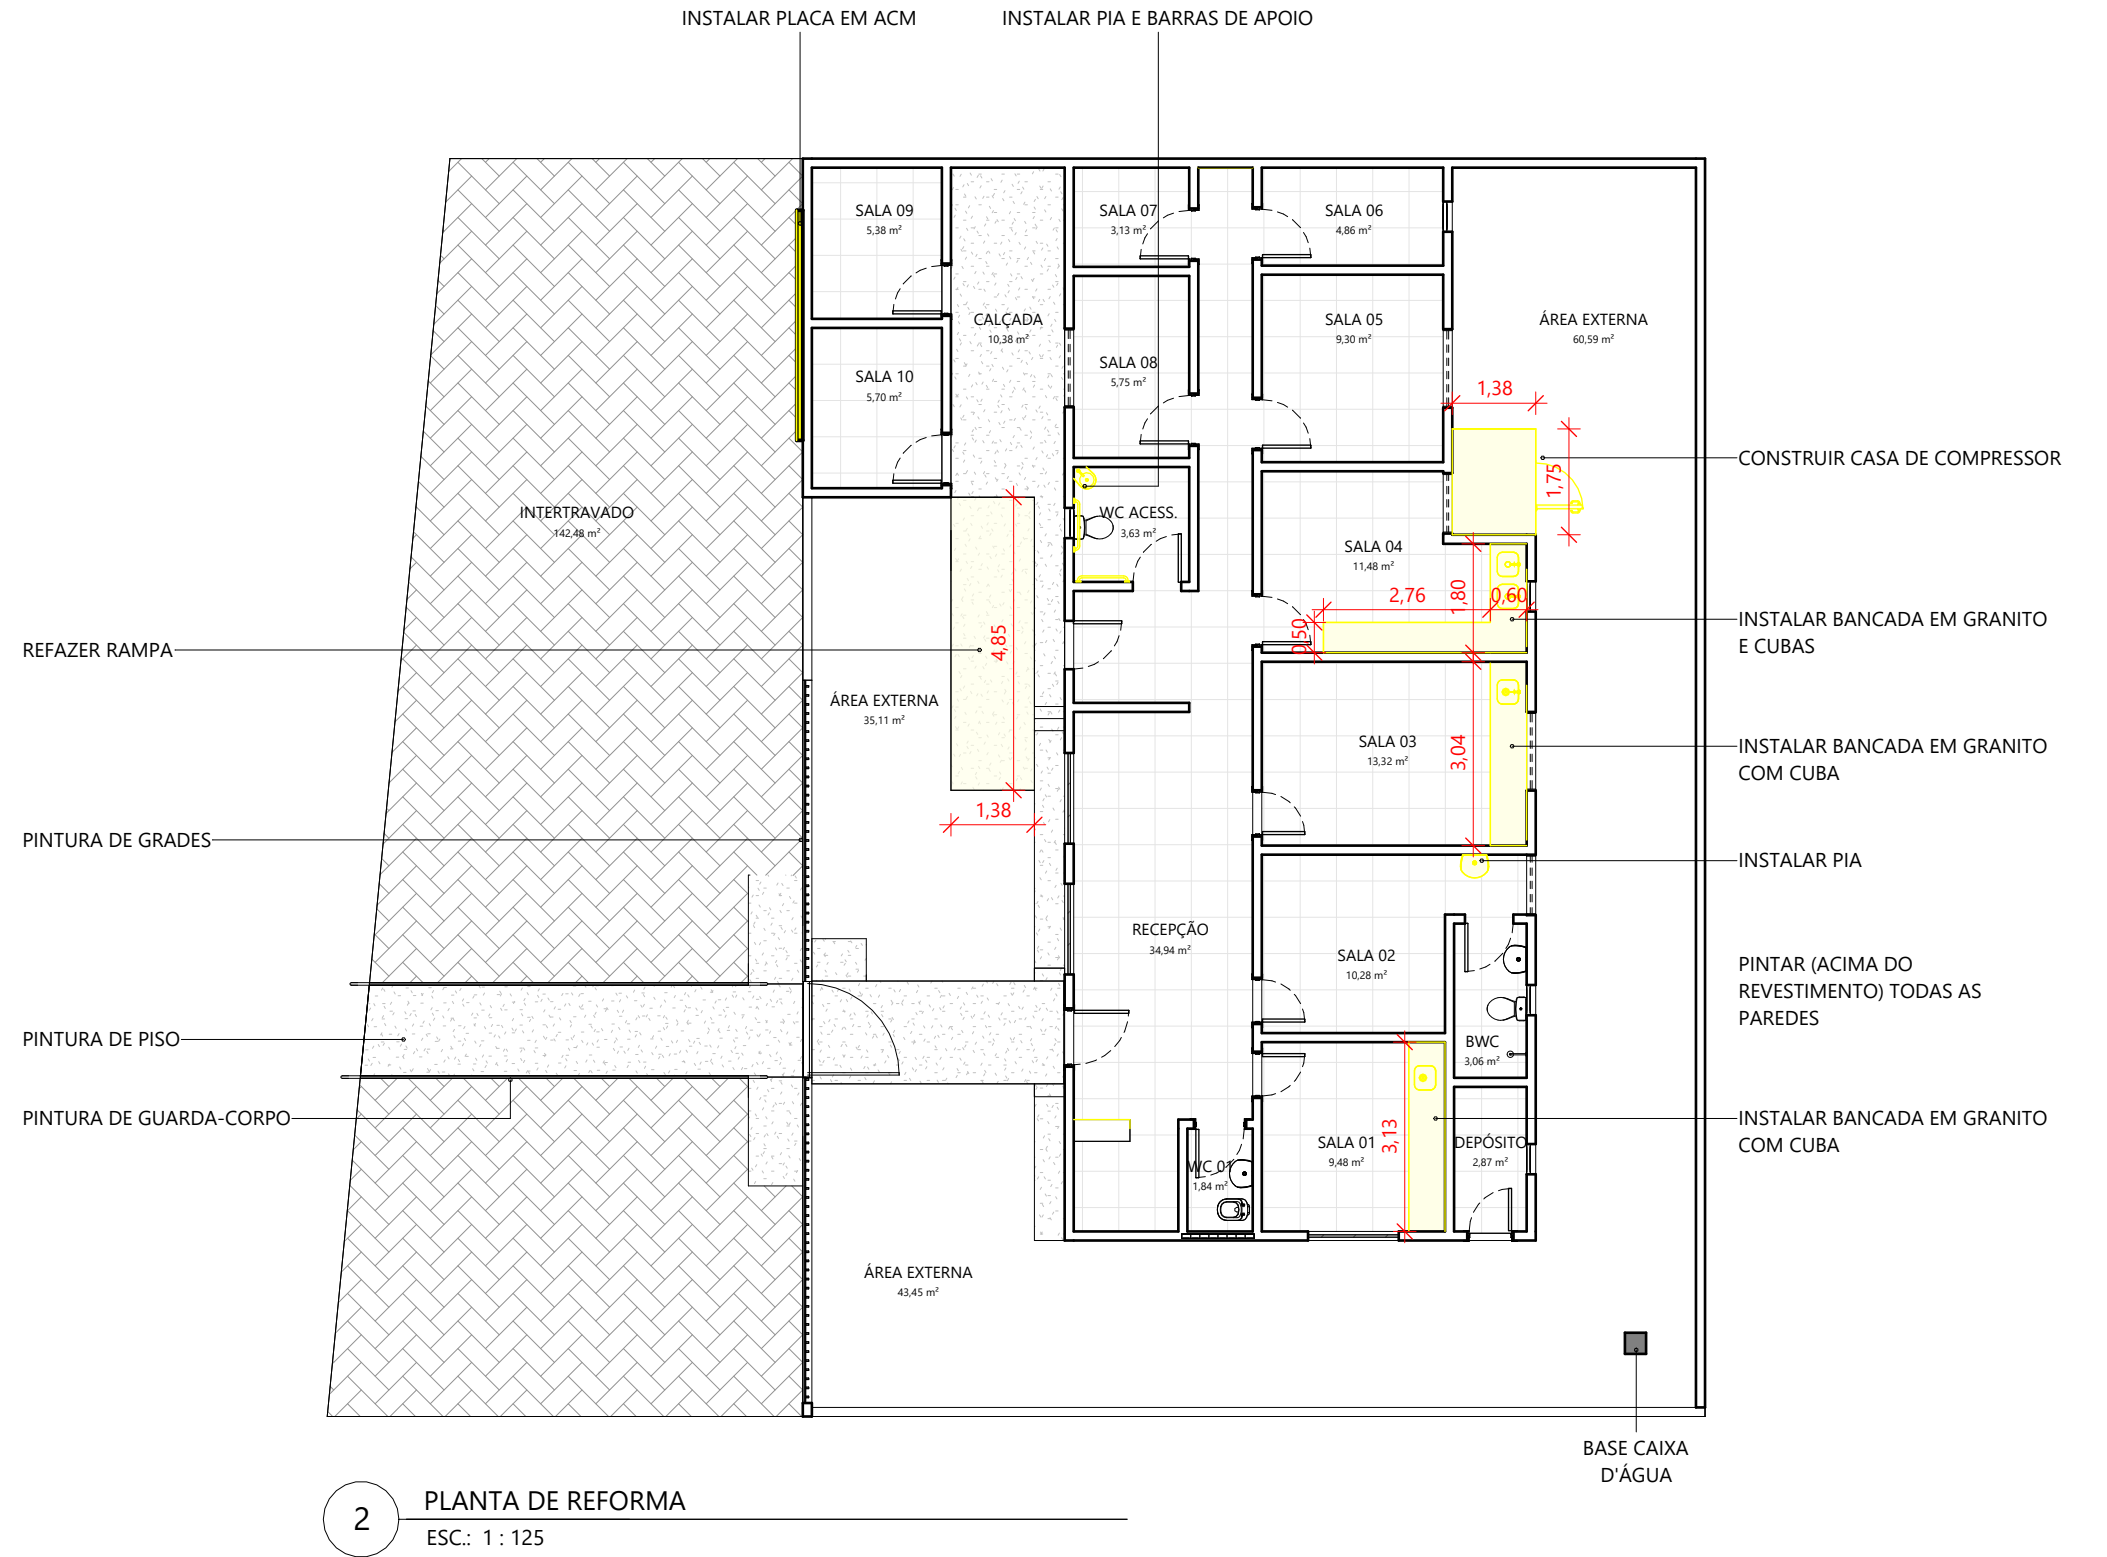 INSTALAR PLACA EM ACM
INSTALAR PIA E BARRAS DE APOIO
SALA 09
5,38 m²
SALA 07
3,13 m²
SALA 06
4,86 m²
CALÇADA
10,38 m²
SALA 05
9,30 m²
ÁREA EXTERNA
60,59 m²
SALA 10
5,70 m²
SALA 08
5,75 m²
1,38
1,75
CONSTRUIR CASA DE COMPRESSOR
INTERTRAVADO
142,48 m²
WC ACESS.
3,63 m²
SALA 04
11,48 m²
2,76
1,80
0,60
0,50
INSTALAR BANCADA EM GRANITO
E CUBAS
REFAZER RAMPA
4,85
ÁREA EXTERNA
35,11 m²
SALA 03
13,32 m²
3,04
INSTALAR BANCADA EM GRANITO
COM CUBA
1,38
PINTURA DE GRADES
INSTALAR PIA
RECEPÇÃO
34,94 m²
SALA 02
10,28 m²
PINTAR (ACIMA DO
REVESTIMENTO) TODAS AS
PAREDES
PINTURA DE PISO
BWC
3,06 m²
PINTURA DE GUARDA-CORPO
INSTALAR BANCADA EM GRANITO
COM CUBA
SALA 01
9,48 m²
3,13
DEPÓSITO
2,87 m²
WC 01
1,84 m²
ÁREA EXTERNA
43,45 m²
BASE CAIXA
D'ÁGUA
2
PLANTA DE REFORMA
ESC.: 1 : 125